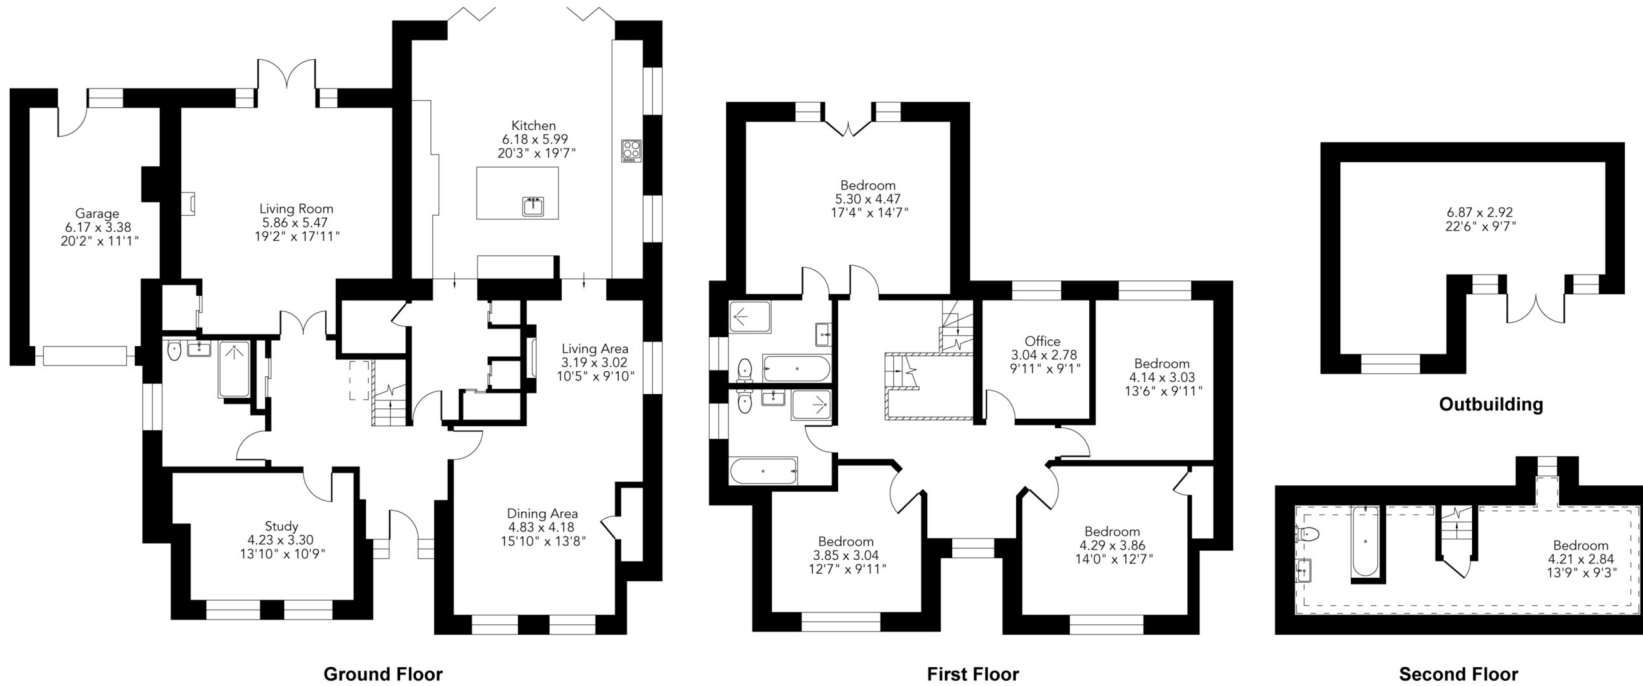 Kitchen
6.18 x 5.99
20'3" x 19'7"
Garage
6.17 x 3.38
20'2" x 11'1"
Living Room
5.86 x 5.47
19'2" x 17'11"
Living Area
3.19 x 3.02
10'5" x 9'10"
Study
4.23 x 3.30
13'10" x 10'9"
Dining Area
4.83 x 4.18
15'10" x 13'8"
Ground Floor
Bedroom
5.30 x 4.47
17'4" x 14'7"
Office
3.04 x 2.78
9'11" x 9'1"
Bedroom
4.14 x 3.03
13'6" x 9'11"
Bedroom
3.85 x 3.04
12'7" x 9'11"
Bedroom
4.29 x 3.86
14'0" x 12'7"
First Floor
6.87 x 2.92
22'6" x 9'7"
Outbuilding
Bedroom
4.21 x 2.84
13'9" x 9'3"
Second Floor